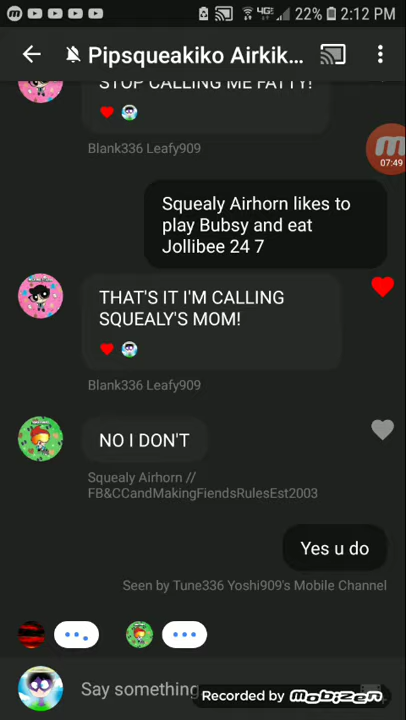 22% 2:12 PM
Pipsqueakiko Airkik...
STOP CALLING ME FATTY!
Blank336 Leafy909
07:49
Squealy Airhorn likes to
play Bubsy and eat
Jollibee 24 7
THAT'S IT I'M CALLING
SQUEALY'S MOM!
Blank336 Leafy909
NO I DON'T
Squealy Airhorn //
FB&CCandMakingFiendsRulesEst2003
Yes u do
Seen by Tune336 Yoshi909's Mobile Channel
Say something
Recorded by mobizen